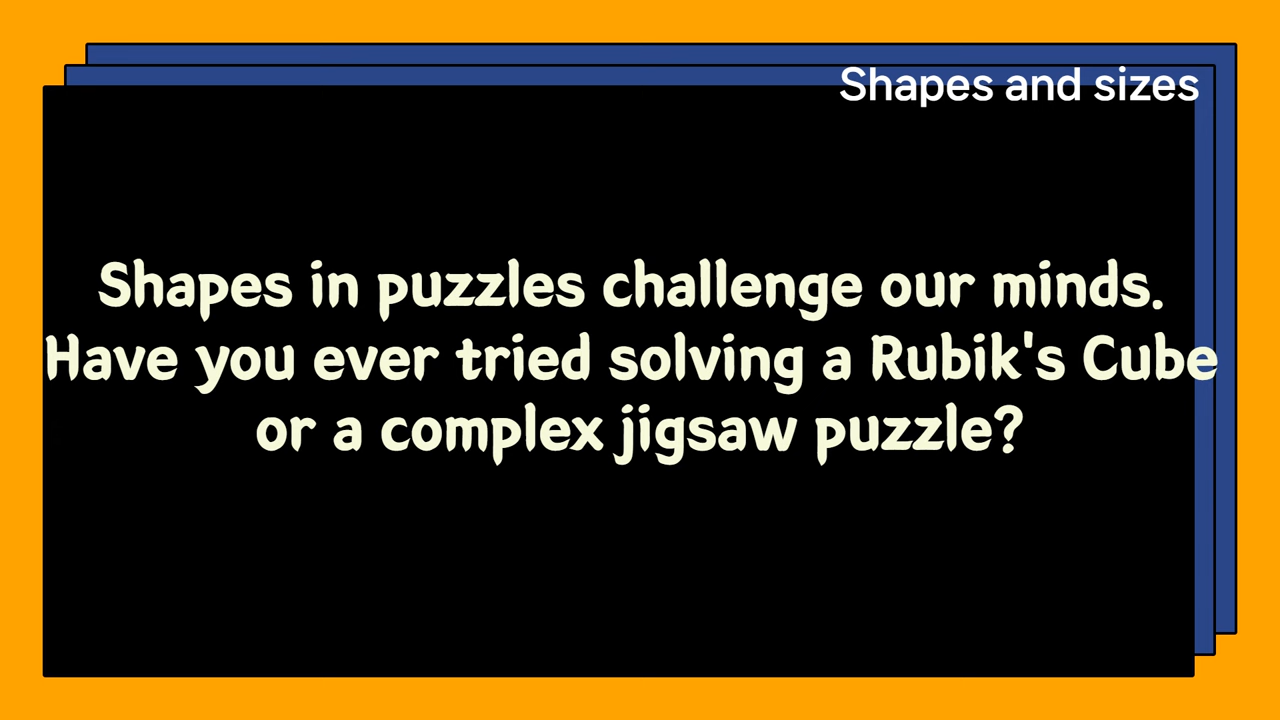 Shapes and sizes
Shapes in puzzles challenge our minds.
Have you ever tried solving a Rubik's Cube
or a complex jigsaw puzzle?